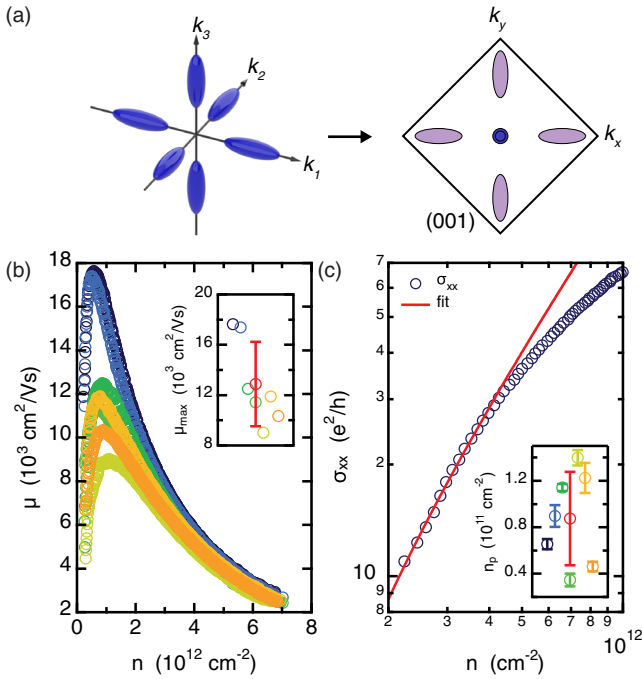 (a)
k3
k2
k1
ky
kx
(001)
(b)
μ (10³ cm²/Vs)
18
16
14
12
10
8
6
4
2
0
2
4
6
8
n (10¹² cm⁻²)
μmax (10³ cm²/Vs)
20
16
12
8
(c)
σxx (e²/h)
7
6
5
4
3
2
10
9
8
2
3
4
5
6
7
8
9
10¹²
n (cm⁻²)
σxx
fit
np (10¹¹ cm⁻²)
1.2
0.8
0.4